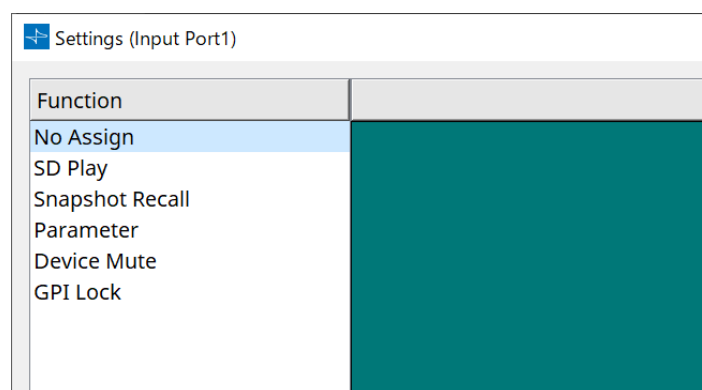 Settings (Input Port1)
Function
No Assign
SD Play
Snapshot Recall
Parameter
Device Mute
GPI Lock